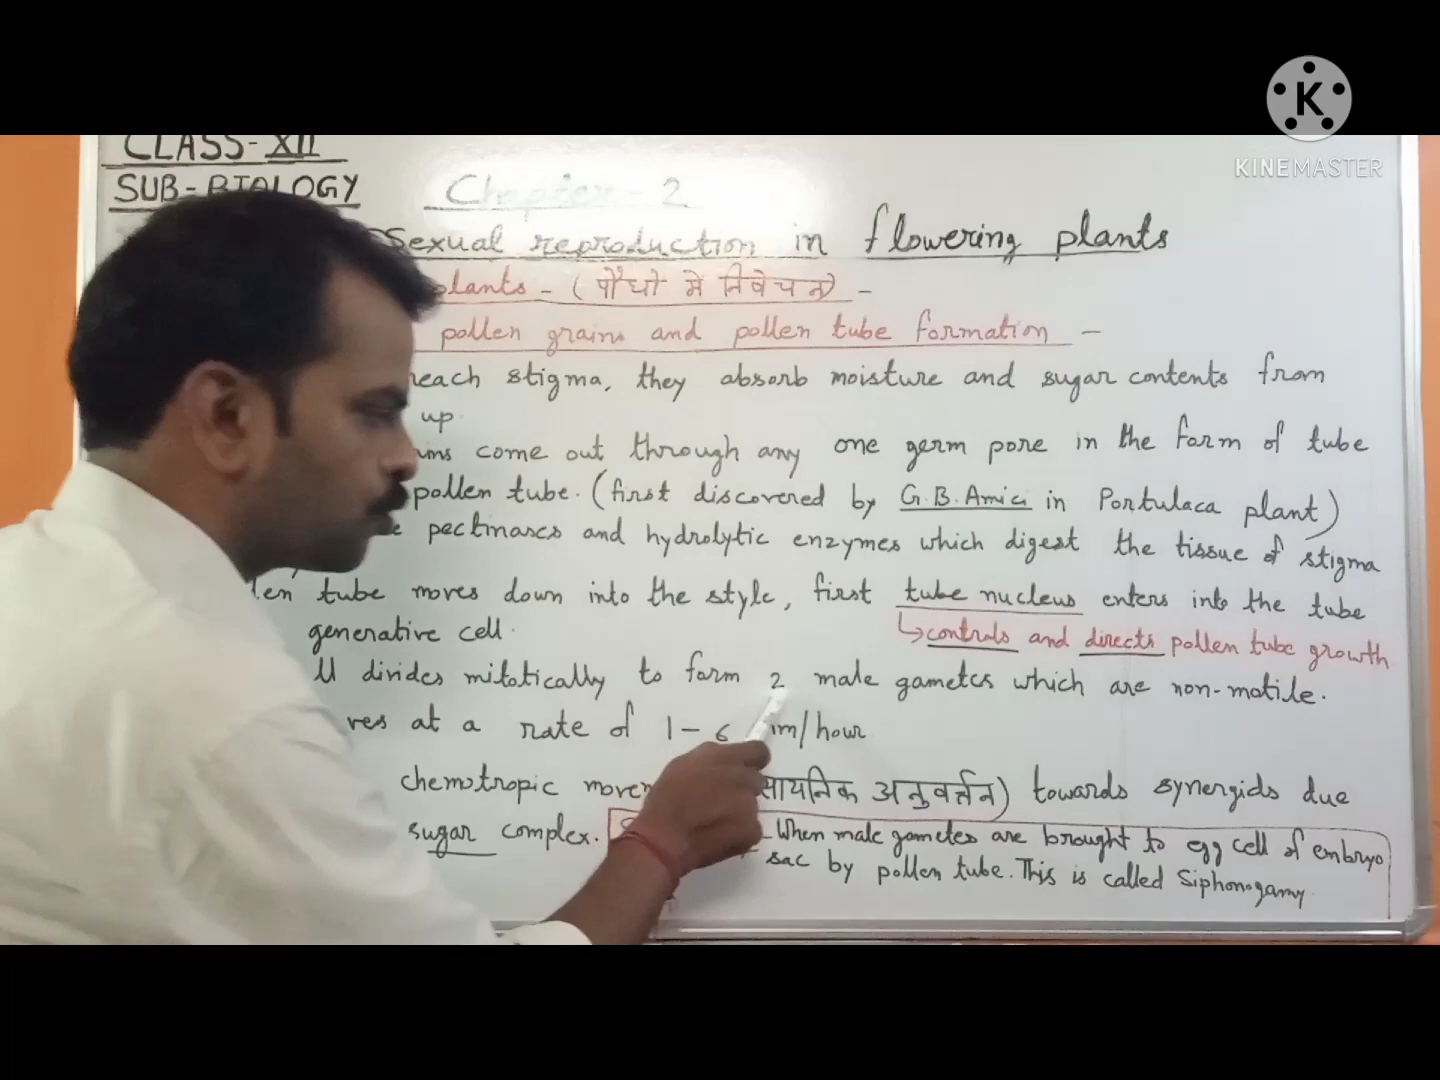 K
KINEMASTER
CLASS-XII
SUB-BIOLOGY
Chapter-2
Sexual reproduction in flowering plants
plants - (पौधों में निषेचन) -
pollen grains and pollen tube formation -
reach stigma, they absorb moisture and sugar contents from
up.
come out through any one germ pore in the form of tube
pollen tube. (first discovered by G.B. Amici in Portulaca plant)
pectinases and hydrolytic enzymes which digest the tissue of stigma
tube moves down into the style, first tube nucleus enters into the tube
generative cell.
↳ controls and directs pollen tube growth
divides mitotically to form 2 male gametes which are non-motile.
at a rate of 1-6 mm/hour
chemotropic अनुवर्त्तन) towards synergids due
sugar complex.
When male gametes are brought to egg cell of embryo
sac by pollen tube. This is called Siphonogamy.